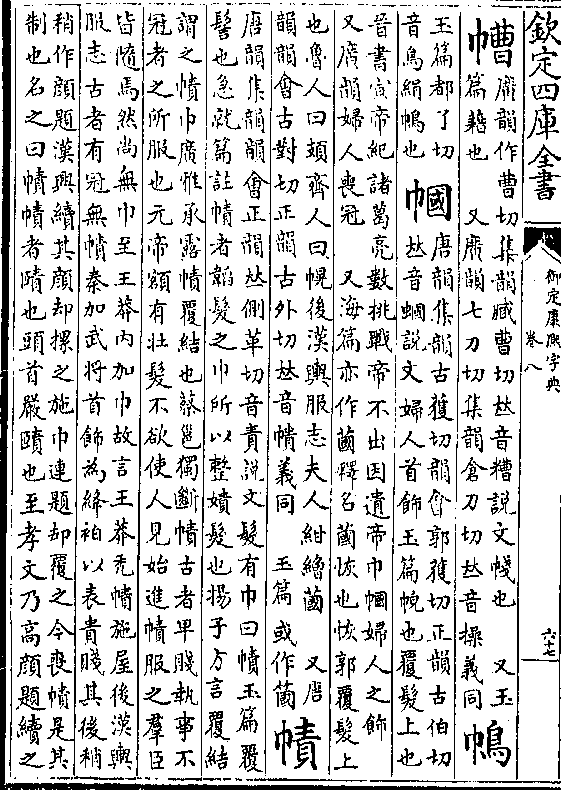 欽定四庫全書
御定康熙字典
卷八
六十七
廣韻作曹切集韻臧曹切𠀤音糟說文帴也 又玉
篇藉也 又廣韻七刀切集韻倉刀切𠀤音操義同
玉篇都了切
音鳥絹也
幗
唐韻集韻古獲切韻會郭獲切正韻古伯切
𠀤音蟈說文婦人首飾玉篇帨也覆髮上也
晉書宣帝紀諸葛亮數挑戰帝不出因遺帝巾幗婦人之飾
又廣韻婦人喪冠 又海篇亦作蔮釋名蔮恢也恢郭覆髮上
也魯人曰頍齊人曰幌後漢輿服志夫人紺繒蔮 又唐
韻韻會古對切正韻古外切𠀤音憒義同 玉篇或作簂
幘
唐韻集韻韻會正韻𠀤側革切音責說文髮有巾曰幘玉篇覆
髻也急就篇註幘者韜髮之巾所以整嫧髮也揚子方言覆結
謂之幘巾廣雅承露幘覆結也蔡邕獨斷幘古者卑賤執事不
冠者之所服也元帝額有壯髮不欲使人見始進幘服之羣臣
皆隨焉然尚無巾至王莽內加巾故言王莽禿幘施屋後漢輿
服志古者有冠無幘秦加武將首飾為絳袙以表貴賤其後稍
稍作顔題漢興續其顔却摞之施巾連題却覆之今喪幘是其
制也名之曰幘幘者賾也頭首嚴賾也至孝文乃高顔題續之